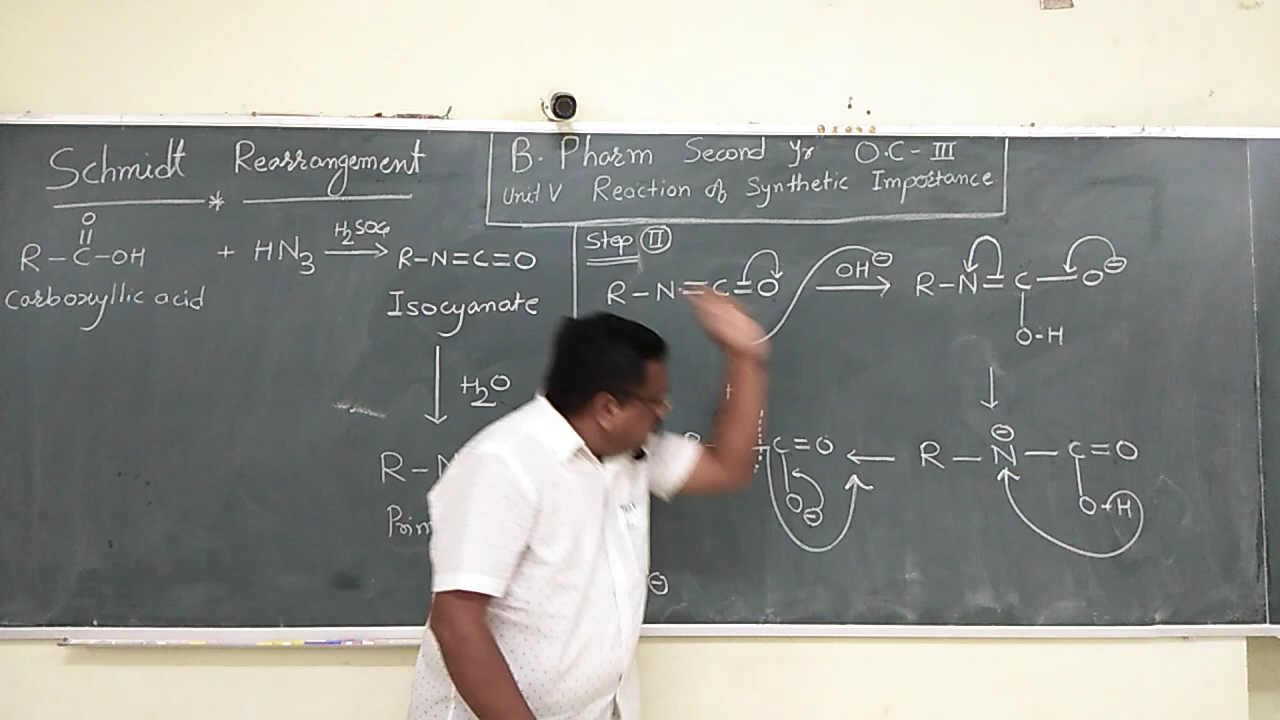 Schmidt Rearrangement
*
B. Pharm Second Yr O.C-III
Unit V Reaction of Synthetic Importance
O
||
R-C-OH + HN₃ H₂SO₄ R-N=C=O
Carboxyllic acid
Isocyanate
H₂O
R-N
Prim
Step II
R-N=C=O OH⊖ R-N=C-O⊖
O-H
R-N⊖-C=O
O-H
C=O
O⊖
⊖